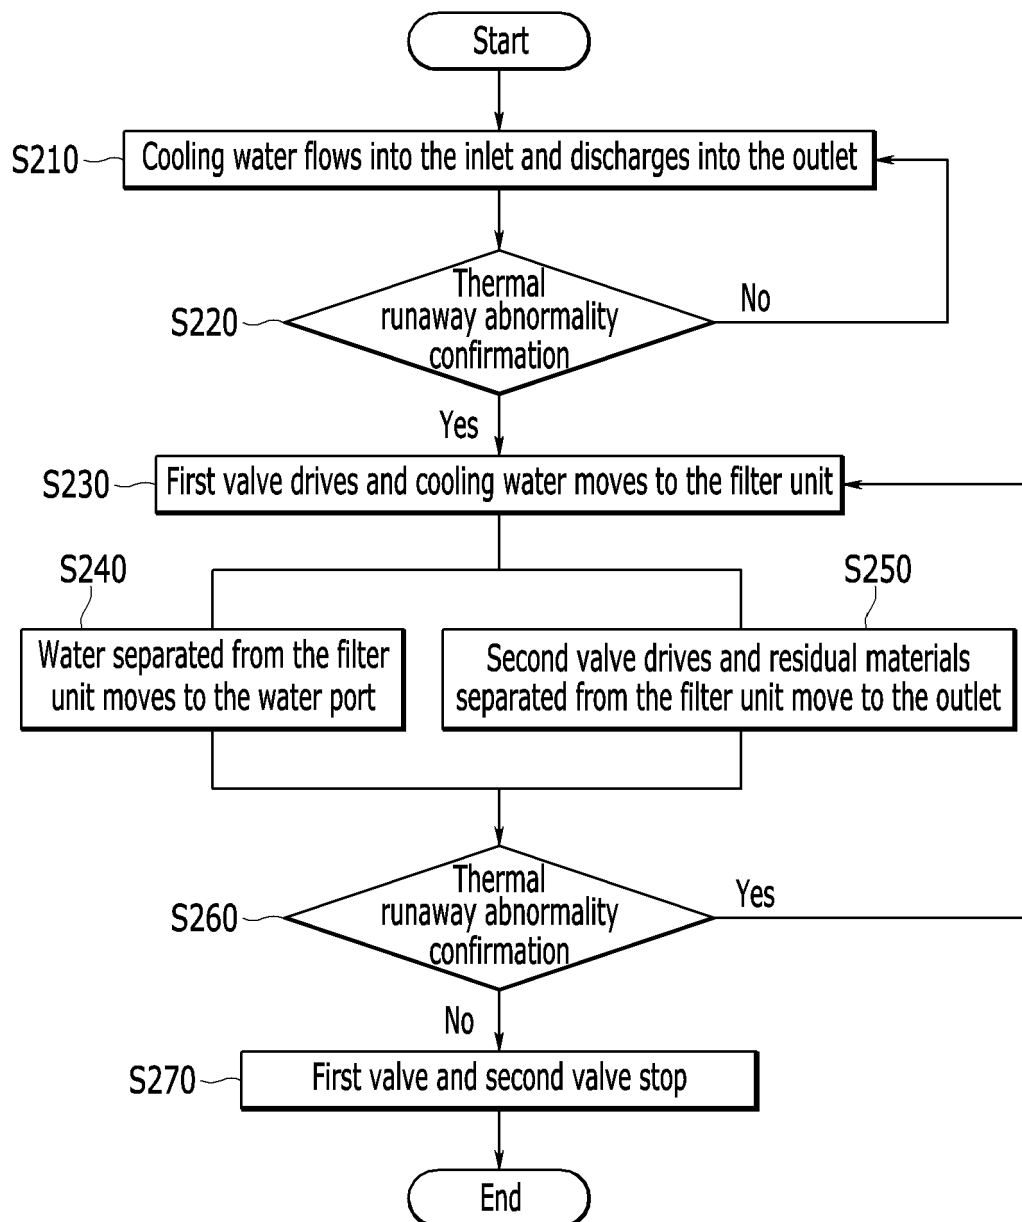 Start
S210
Cooling water flows into the inlet and discharges into the outlet
S220
Thermal
runaway abnormality
confirmation
No
Yes
S230
First valve drives and cooling water moves to the filter unit
S240
Water separated from the filter
unit moves to the water port
S250
Second valve drives and residual materials
separated from the filter unit move to the outlet
S260
Thermal
runaway abnormality
confirmation
Yes
No
S270
First valve and second valve stop
End